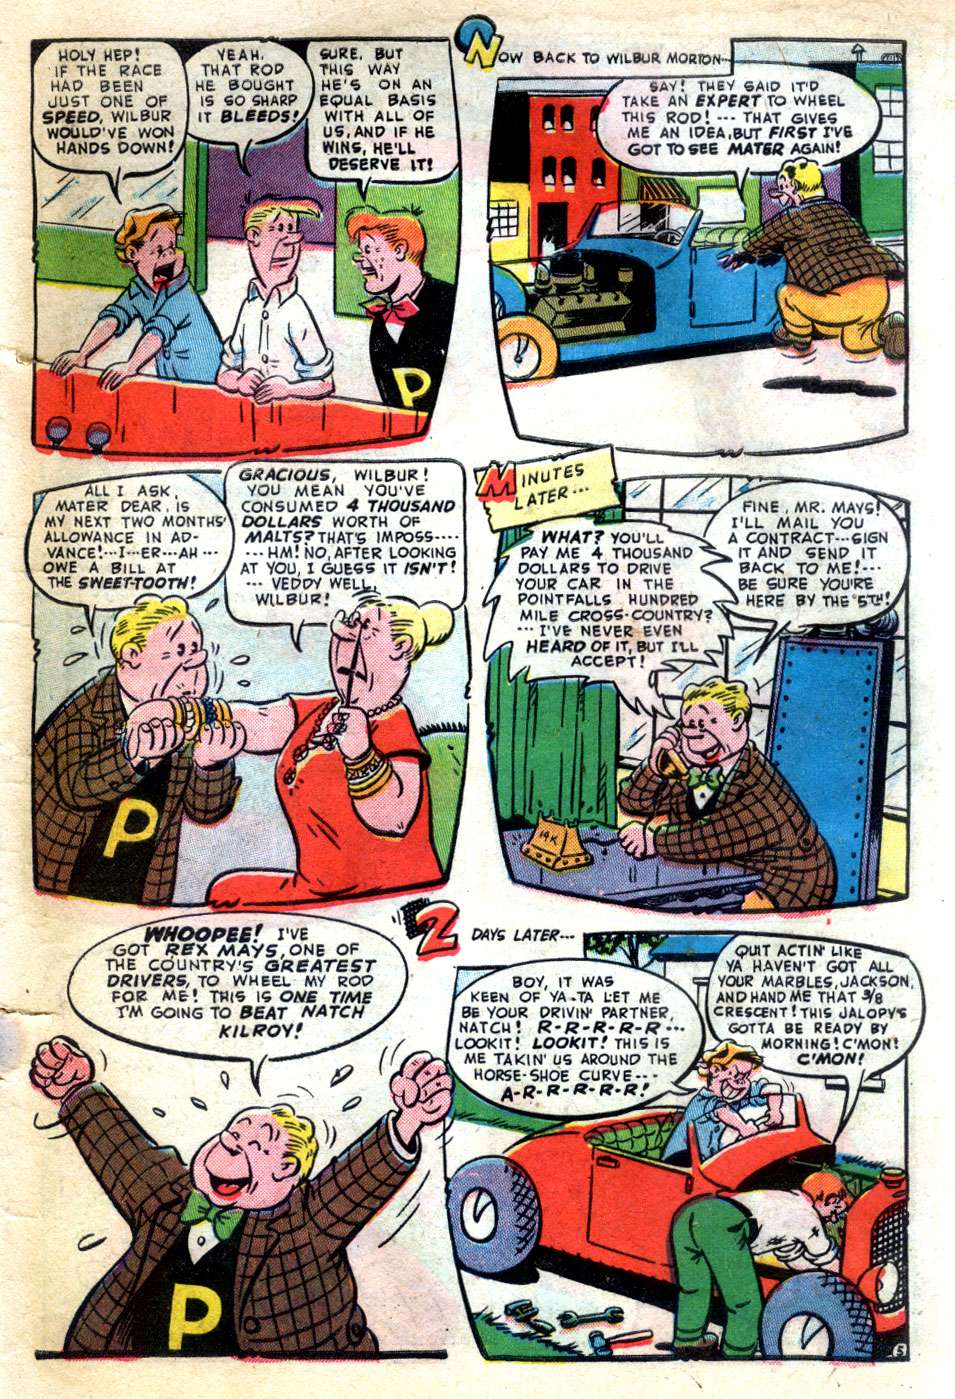 HOLY HEP!
IF THE RACE
HAD BEEN
JUST ONE OF
SPEED, WILBUR
WOULD'VE WON
HANDS DOWN!
YEAH,
THAT ROD
HE BOUGHT
IS SO SHARP
IT BLEEDS!
SURE, BUT
THIS WAY
HE'S ON AN
EQUAL BASIS
WITH ALL OF
US, AND IF HE
WINS, HE'LL
DESERVE IT!
P
NOW BACK TO WILBUR MORTON---
SAY! THEY SAID IT'D
TAKE AN EXPERT TO WHEEL
THIS ROD! --- THAT GIVES
ME AN IDEA, BUT FIRST I'VE
GOT TO SEE MATER AGAIN!
ALL I ASK,
MATER DEAR, IS
MY NEXT TWO MONTHS'
ALLOWANCE IN AD-
VANCE!---I---ER---AH---
OWE A BILL AT
THE SWEET-TOOTH!
GRACIOUS, WILBUR!
YOU MEAN YOU'VE
CONSUMED 4 THOUSAND
DOLLARS WORTH OF
MALTS? THAT'S IMPOSS----
----HM! NO, AFTER LOOKING
AT YOU, I GUESS IT ISN'T!
--- VEDDY WELL,
WILBUR!
P
MINUTES
LATER---
WHAT? YOU'LL
PAY ME 4 THOUSAND
DOLLARS TO DRIVE
YOUR CAR IN THE
POINTFALLS HUNDRED
MILE CROSS-COUNTRY?
--- I'VE NEVER EVEN
HEARD OF IT, BUT I'LL
ACCEPT!
FINE, MR. MAYS!
I'LL MAIL YOU
A CONTRACT---SIGN
IT AND SEND IT
BACK TO ME!---
BE SURE YOU'RE
HERE BY THE 5TH!
14K
WHOOPEE! I'VE
GOT REX MAYS, ONE OF
THE COUNTRY'S GREATEST
DRIVERS, TO WHEEL MY ROD
FOR ME! THIS IS ONE TIME
I'M GOING TO BEAT NATCH
KILROY!
P
2 DAYS LATER---
BOY, IT WAS
KEEN OF YA-TA LET ME
BE YOUR DRIVIN' PARTNER,
NATCH! R-R-R-R-R---
LOOKIT! LOOKIT! THIS IS
ME TAKIN' US AROUND THE
HORSE-SHOE CURVE---
A-R-R-R-R-R-R!
QUIT ACTIN' LIKE
YA HAVEN'T GOT ALL
YOUR MARBLES, JACKSON,
AND HAND ME THAT 3/8
CRESCENT! THIS JALOPY'S
GOTTA BE READY BY
MORNING! C'MON!
C'MON!
5